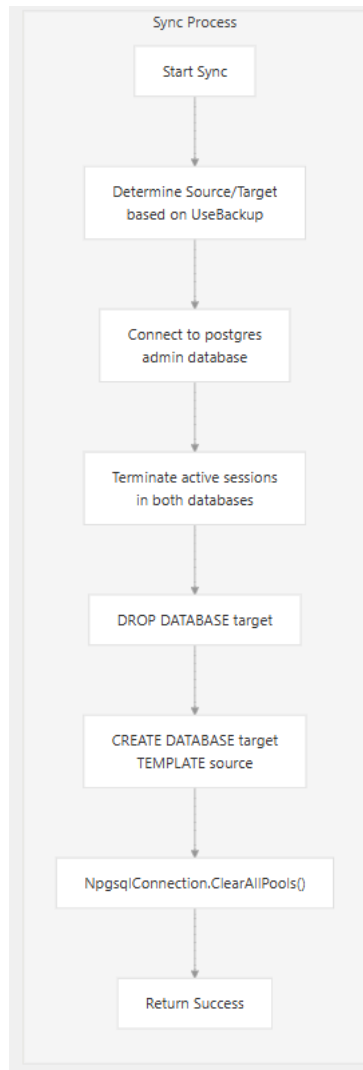 Sync Process
Start Sync
Determine Source/Target
based on UseBackup
Connect to postgres
admin database
Terminate active sessions
in both databases
DROP DATABASE target
CREATE DATABASE target
TEMPLATE source
NpgsqlConnection.ClearAllPools()
Return Success